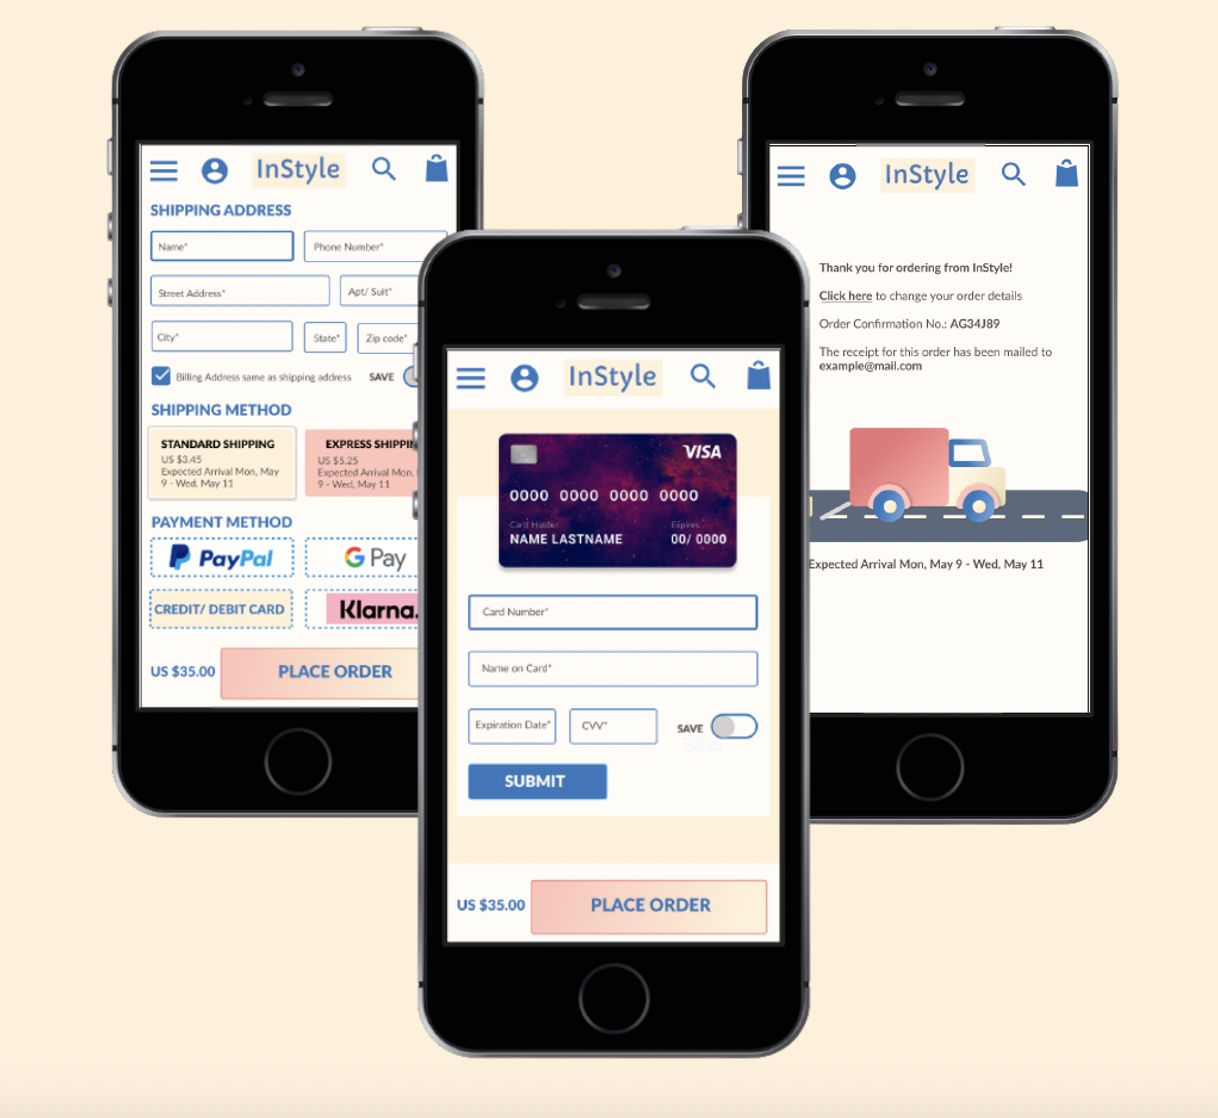 InStyle
SHIPPING ADDRESS
Name* Phone Number*
Street Address* Apt/ Suit*
City* State* Zip code*
Billing Address same as shipping address SAVE
SHIPPING METHOD
STANDARD SHIPPING
US $3.45
Expected Arrival Mon, May
9 - Wed, May 11
EXPRESS SHIPPIN
US $5.25
Expected Arrival Mon,
9 - Wed, May 11
PAYMENT METHOD
PayPal G Pay
CREDIT/ DEBIT CARD Klarna.
US $35.00 PLACE ORDER
InStyle
VISA
0000 0000 0000 0000
Card Holder Expires
NAME LASTNAME 00/ 0000
Card Number*
Name on Card*
Expiration Date* CVV* SAVE
SUBMIT
US $35.00 PLACE ORDER
InStyle
Thank you for ordering from InStyle!
Click here to change your order details
Order Confirmation No.: AG34J89
The receipt for this order has been mailed to
example@mail.com
Expected Arrival Mon, May 9 - Wed, May 11